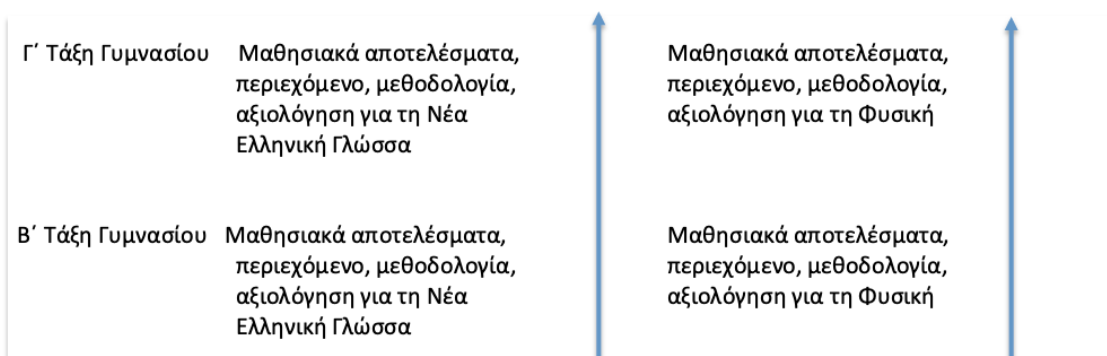 Γ΄ Τάξη Γυμνασίου Μαθησιακά αποτελέσματα,
περιεχόμενο, μεθοδολογία,
αξιολόγηση για τη Νέα
Ελληνική Γλώσσα
Μαθησιακά αποτελέσματα,
περιεχόμενο, μεθοδολογία,
αξιολόγηση για τη Φυσική
Β΄ Τάξη Γυμνασίου Μαθησιακά αποτελέσματα,
περιεχόμενο, μεθοδολογία,
αξιολόγηση για τη Νέα
Ελληνική Γλώσσα
Μαθησιακά αποτελέσματα,
περιεχόμενο, μεθοδολογία,
αξιολόγηση για τη Φυσική